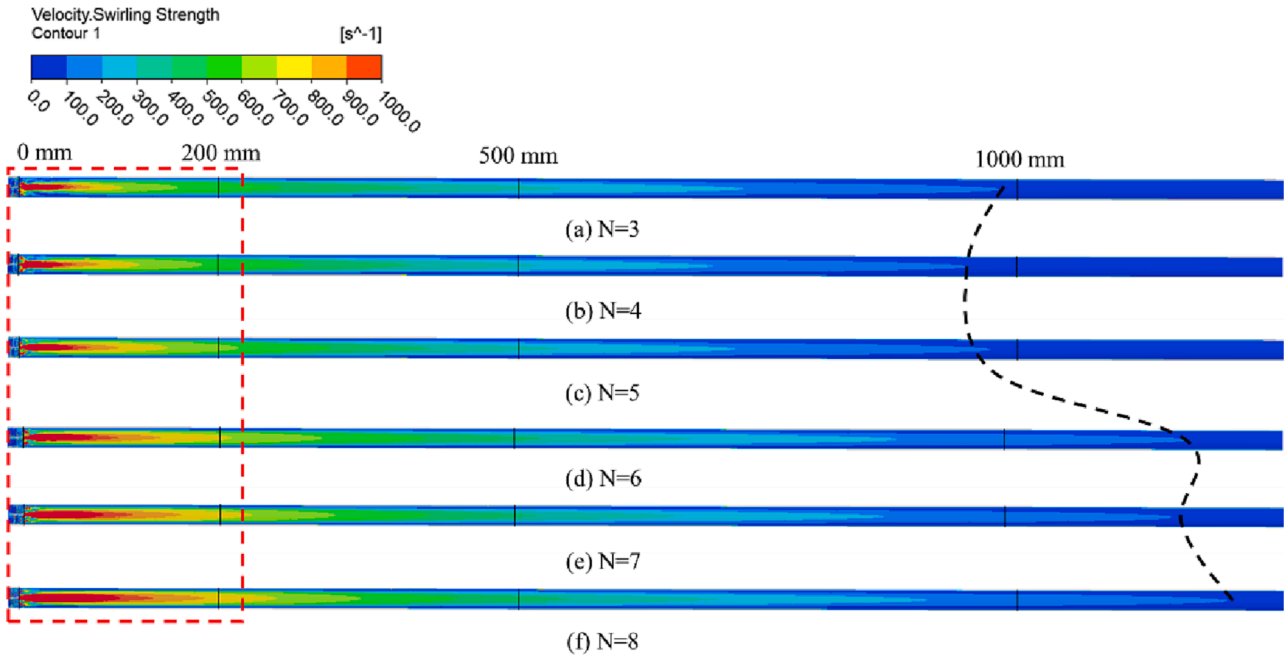 Velocity.Swirling Strength
Contour 1 [s^-1]
0.0 100.0 200.0 300.0 400.0 500.0 600.0 700.0 800.0 900.0 1000.0
0 mm 200 mm 500 mm 1000 mm
(a) N=3
(b) N=4
(c) N=5
(d) N=6
(e) N=7
(f) N=8